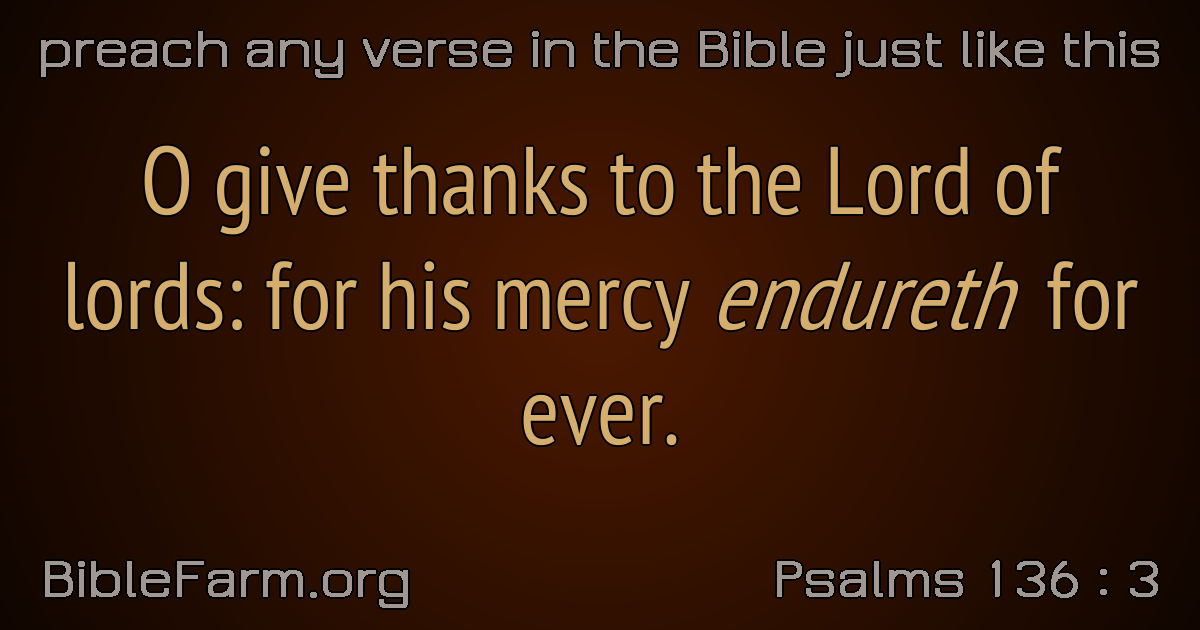 preach any verse in the Bible just like this
O give thanks to the Lord of
lords: for his mercy endureth for
ever.
BibleFarm.org
Psalms 136 : 3